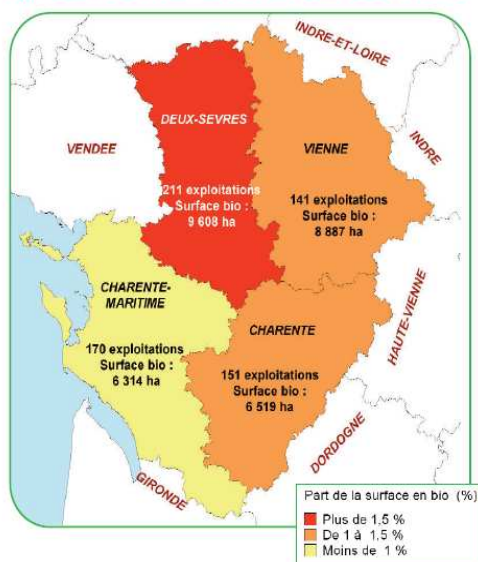 INDRE-ET-LOIRE
DEUX-SEVRES
VENDEE
VIENNE
INDRE
211 exploitations
Surface bio :
9 608 ha
141 exploitations
Surface bio :
8 887 ha
CHARENTE-
MARITIME
170 exploitations
Surface bio :
6 314 ha
CHARENTE
151 exploitations
Surface bio :
6 519 ha
HAUTE-VIENNE
DORDOGNE
GIRONDE
Part de la surface en bio (%)
Plus de 1,5 %
De 1 à 1,5 %
Moins de 1 %